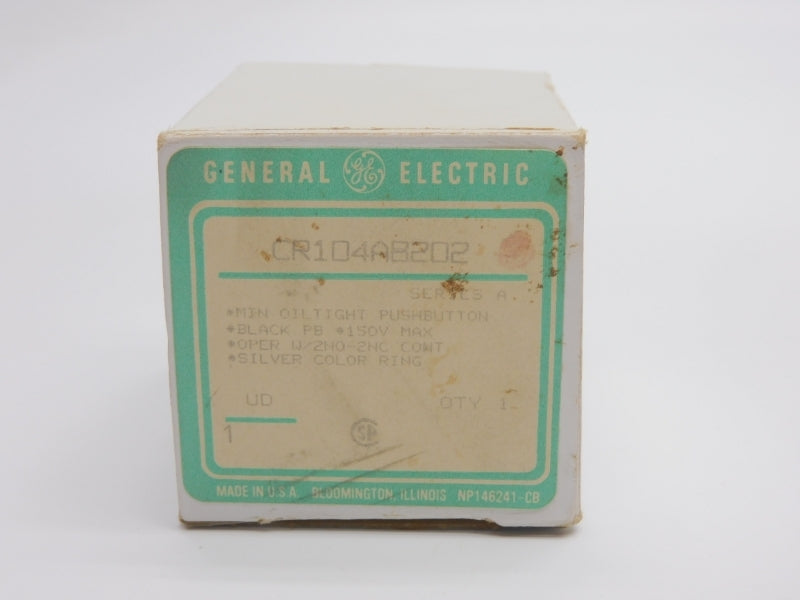 GENERAL GE ELECTRIC
CR104AB202
SERIES A.
*MIN OILTIGHT PUSHBUTTON
*BLACK PB *150V MAX
*OPER W/2NO-2NC CONT
*SILVER COLOR RING
UD QTY 1
1
MADE IN U.S.A. BLOOMINGTON, ILLINOIS NP146241-CB